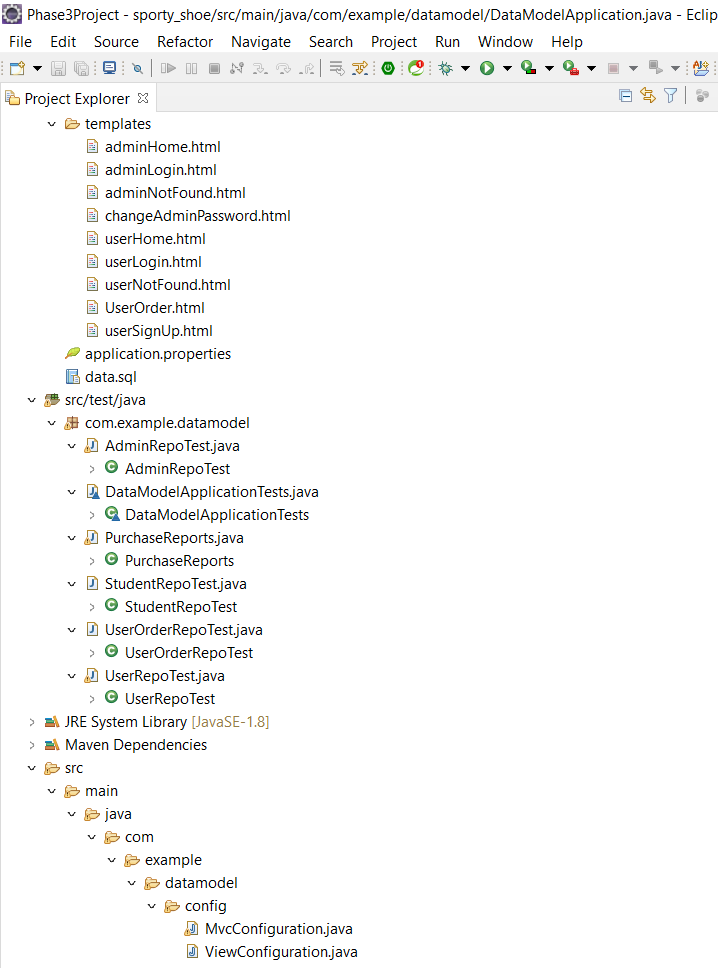 Phase3Project - sporty_shoe/src/main/java/com/example/datamodel/DataModelApplication.java - Eclip
File Edit Source Refactor Navigate Search Project Run Window Help
Project Explorer
templates
adminHome.html
adminLogin.html
adminNotFound.html
changeAdminPassword.html
userHome.html
userLogin.html
userNotFound.html
UserOrder.html
userSignUp.html
application.properties
data.sql
src/test/java
com.example.datamodel
AdminRepoTest.java
AdminRepoTest
DataModelApplicationTests.java
DataModelApplicationTests
PurchaseReports.java
PurchaseReports
StudentRepoTest.java
StudentRepoTest
UserOrderRepoTest.java
UserOrderRepoTest
UserRepoTest.java
UserRepoTest
JRE System Library [JavaSE-1.8]
Maven Dependencies
src
main
java
com
example
datamodel
config
MvcConfiguration.java
ViewConfiguration.java